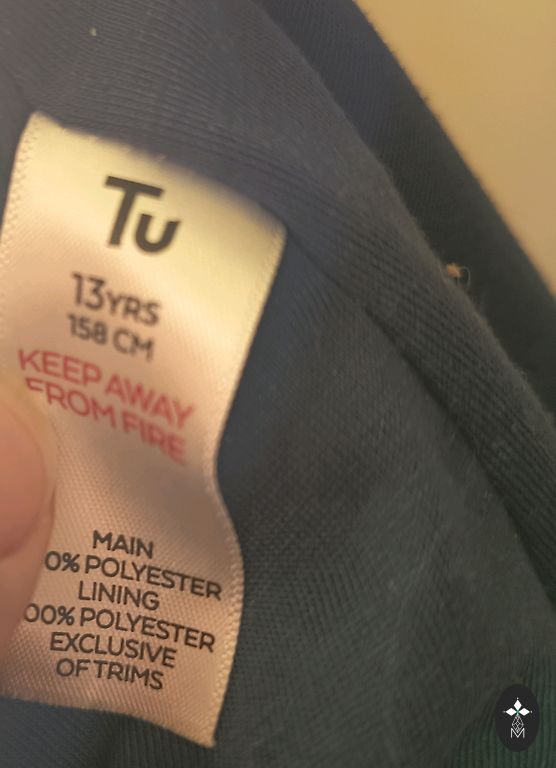 Tu
13YRS
158 CM
KEEP AWAY
FROM FIRE
MAIN
0% POLYESTER
LINING
00% POLYESTER
EXCLUSIVE
OF TRIMS
M